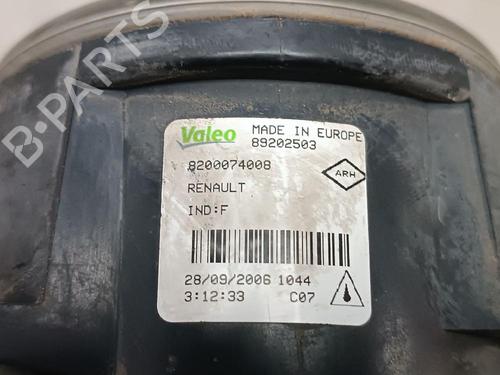 Valeo MADE IN EUROPE
89202503
8200074008
ARH
RENAULT
IND:F
28/09/2006 1044
3:12:33 C07
B-PARTS